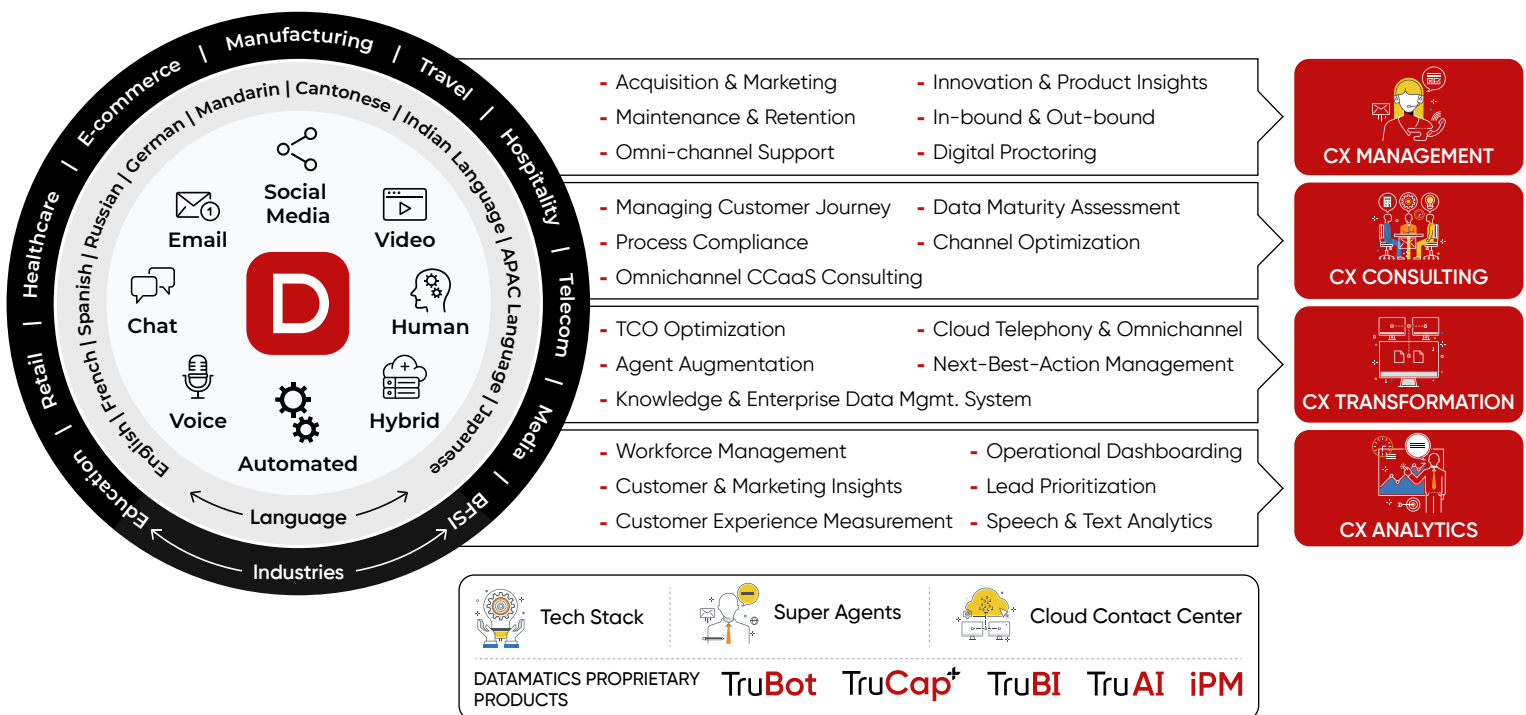 Education | Retail | Healthcare | E-commerce | Manufacturing | Travel | Hospitality | Telecom | Media | BFSI
Industries
English | French | Spanish | Russian | German | Mandarin | Cantonese | Indian Language | APAC Language | Japanese
Language
Social
Media
Email
Video
Chat
D
Human
Voice
Hybrid
Automated
- Acquisition & Marketing
- Innovation & Product Insights
- Maintenance & Retention
- In-bound & Out-bound
- Omni-channel Support
- Digital Proctoring
CX MANAGEMENT
- Managing Customer Journey
- Data Maturity Assessment
- Process Compliance
- Channel Optimization
- Omnichannel CCaaS Consulting
CX CONSULTING
- TCO Optimization
- Cloud Telephony & Omnichannel
- Agent Augmentation
- Next-Best-Action Management
- Knowledge & Enterprise Data Mgmt. System
CX TRANSFORMATION
- Workforce Management
- Operational Dashboarding
- Customer & Marketing Insights
- Lead Prioritization
- Customer Experience Measurement
- Speech & Text Analytics
CX ANALYTICS
Tech Stack
Super Agents
Cloud Contact Center
DATAMATICS PROPRIETARY
PRODUCTS
TruBot
TruCap+
TruBI
TruAI
iPM